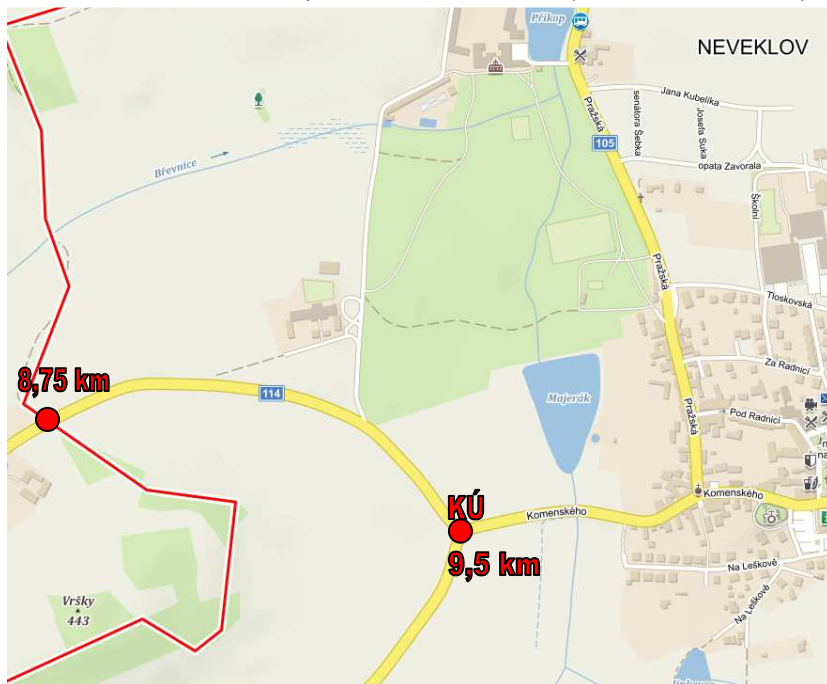 Příkop
NEVEKLOV
Jana Kubelíka
Pražská
senátora Šebka
Josefa Suka
105
opata Zavorala
Břevnice
Školní
Pražská
Tloskovská
Za Radnicí
8,75 km
114
Majerák
Pražská
Pod Radnicí
KÚ
Komenského
Komenského
9,5 km
Na Leškově
Vršky
443
Na Leškově